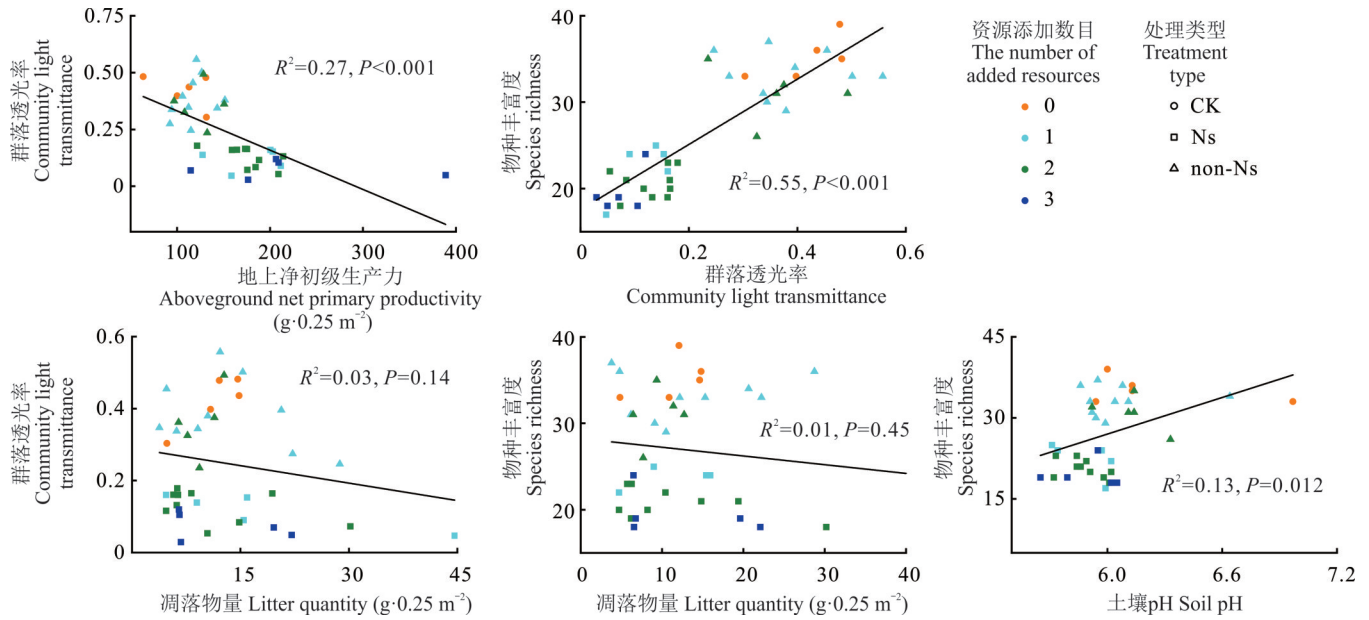 群落透光率
Community light
transmittance
0.75
0.50
0.25
0
R²=0.27, P<0.001
100
200
300
400
地上净初级生产力
Aboveground net primary productivity
(g·0.25 m⁻²)
物种丰富度
Species richness
40
30
20
R²=0.55, P<0.001
0
0.2
0.4
0.6
群落透光率
Community light transmittance
资源添加数目
The number of
added resources
0
1
2
3
处理类型
Treatment
type
CK
Ns
non-Ns
群落透光率
Community light
transmittance
0.6
0.4
0.2
0
R²=0.03, P=0.14
15
30
45
凋落物量 Litter quantity (g·0.25 m⁻²)
物种丰富度
Species richness
40
30
20
R²=0.01, P=0.45
0
10
20
30
40
凋落物量 Litter quantity (g·0.25 m⁻²)
物种丰富度
Species richness
45
30
15
R²=0.13, P=0.012
6.0
6.6
7.2
土壤pH Soil pH